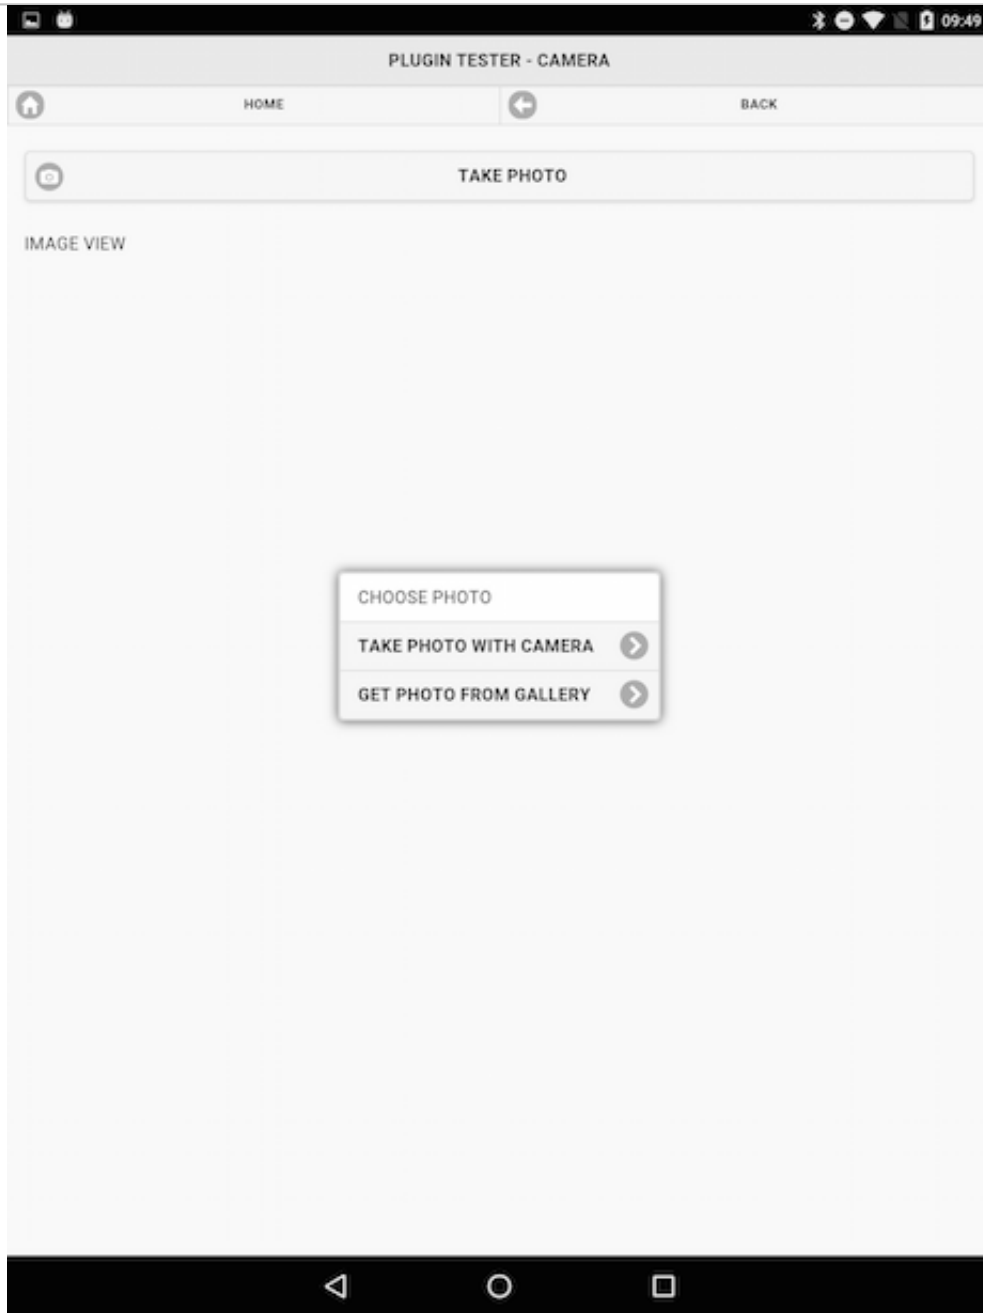 09:49
PLUGIN TESTER - CAMERA
HOME
BACK
TAKE PHOTO
IMAGE VIEW
CHOOSE PHOTO
TAKE PHOTO WITH CAMERA
GET PHOTO FROM GALLERY